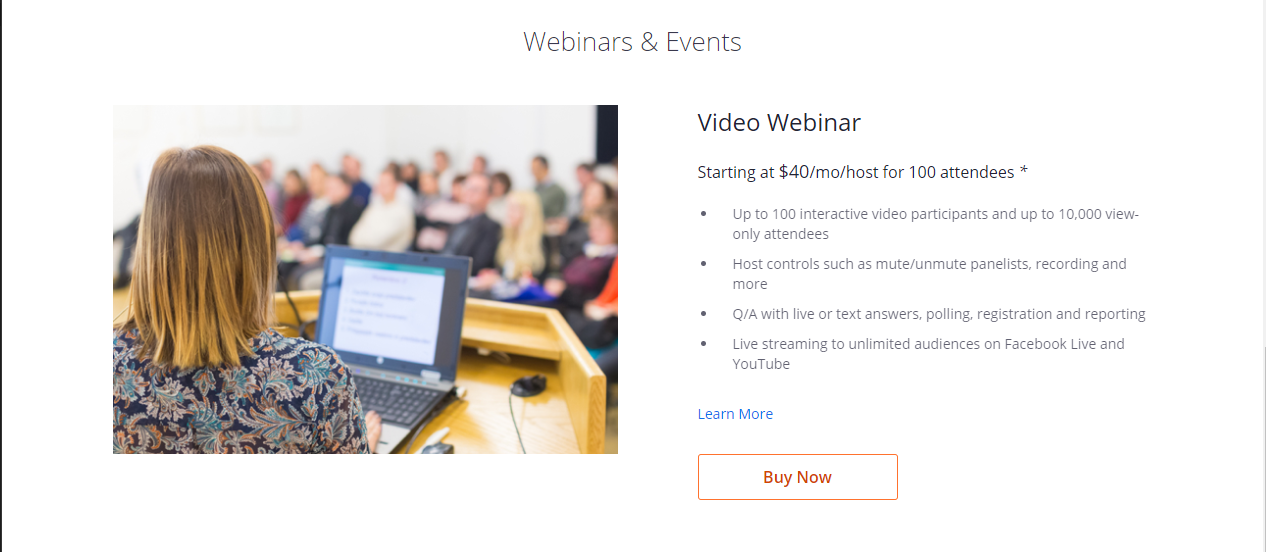 Webinars & Events
Video Webinar
Starting at $40/mo/host for 100 attendees *
Up to 100 interactive video participants and up to 10,000 view-
only attendees
Host controls such as mute/unmute panelists, recording and
more
Q/A with live or text answers, polling, registration and reporting
Live streaming to unlimited audiences on Facebook Live and
YouTube
Learn More
Buy Now